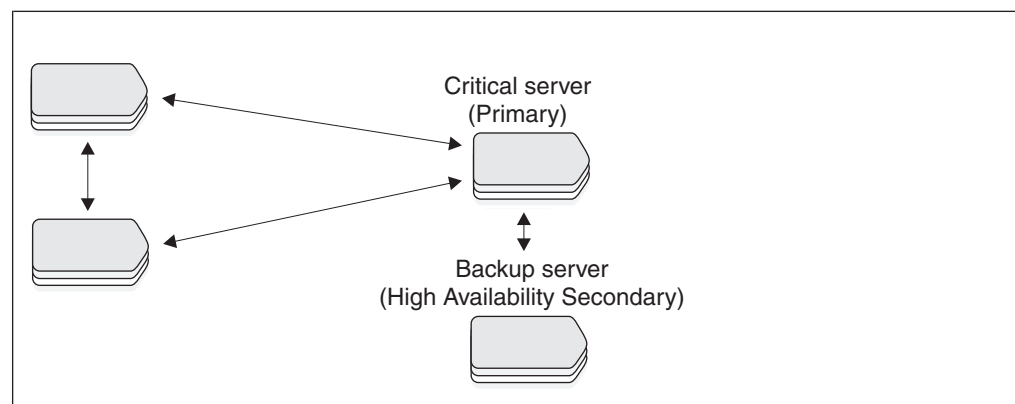 Critical server
(Primary)
Backup server
(High Availability Secondary)